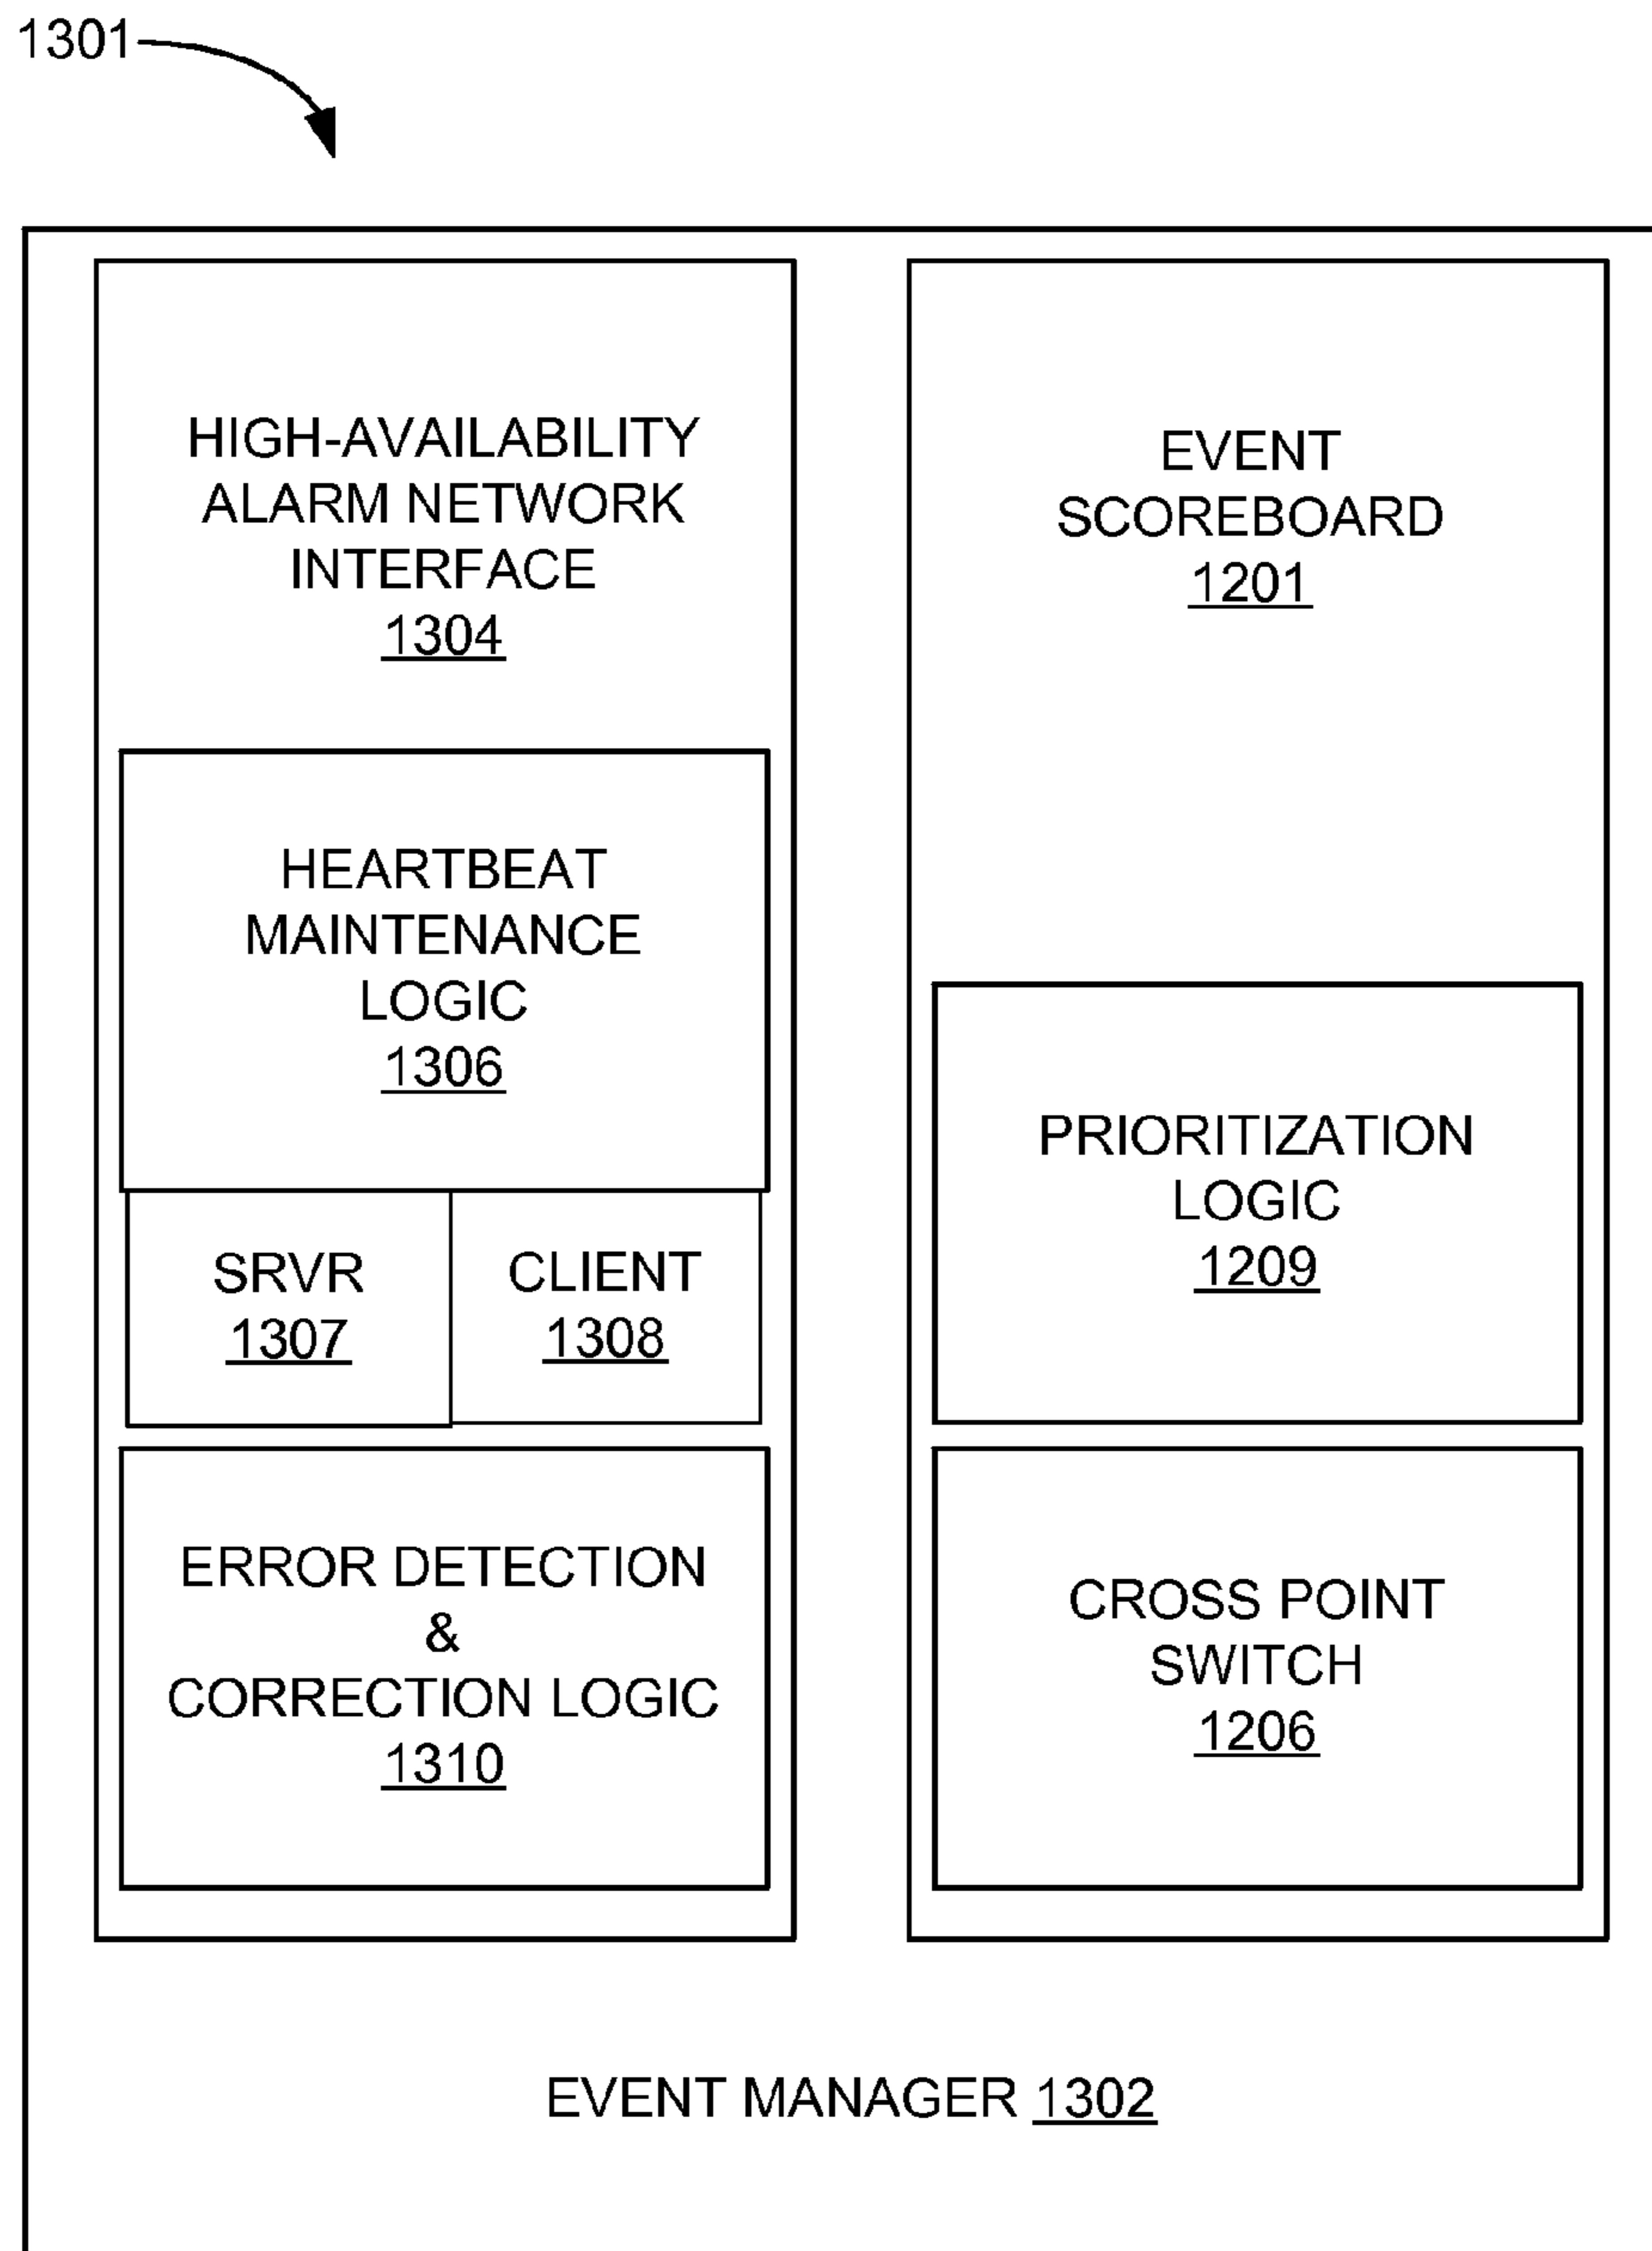 1301
HIGH-AVAILABILITY
ALARM NETWORK
INTERFACE
1304
HEARTBEAT
MAINTENANCE
LOGIC
1306
SRVR
1307
CLIENT
1308
ERROR DETECTION
&
CORRECTION LOGIC
1310
EVENT
SCOREBOARD
1201
PRIORITIZATION
LOGIC
1209
CROSS POINT
SWITCH
1206
EVENT MANAGER 1302